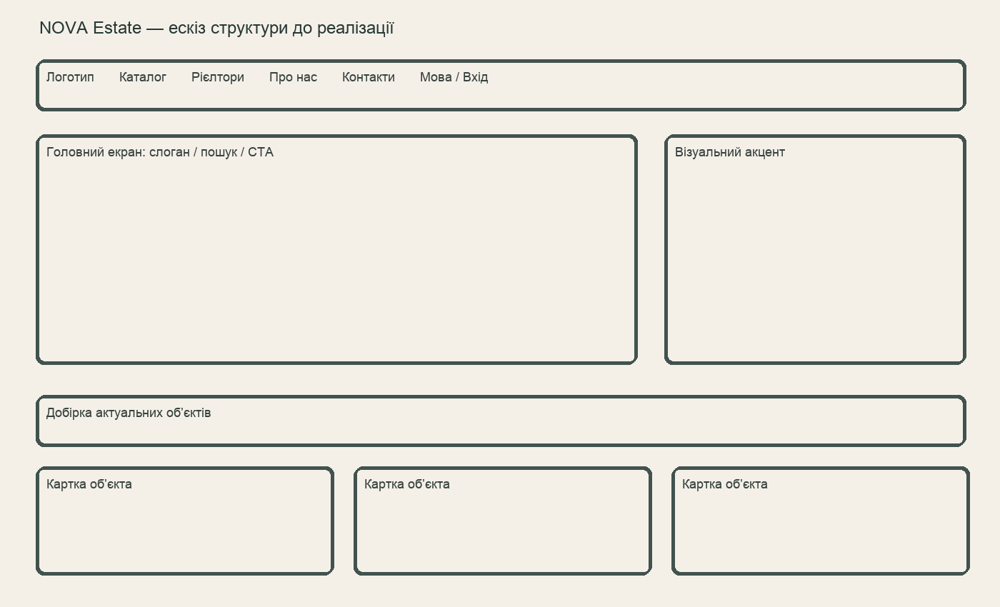 NOVA Estate — ескіз структури до реалізації
Логотип Каталог Рієлтори Про нас Контакти Мова / Вхід
Головний екран: слоган / пошук / CTA
Візуальний акцент
Добірка актуальних об’єктів
Картка об’єкта
Картка об’єкта
Картка об’єкта